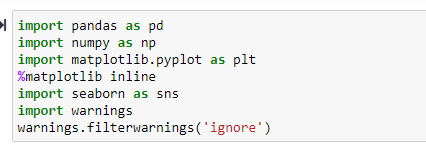 import pandas as pd
import numpy as np
import matplotlib.pyplot as plt
%matplotlib inline
import seaborn as sns
import warnings
warnings.filterwarnings('ignore')